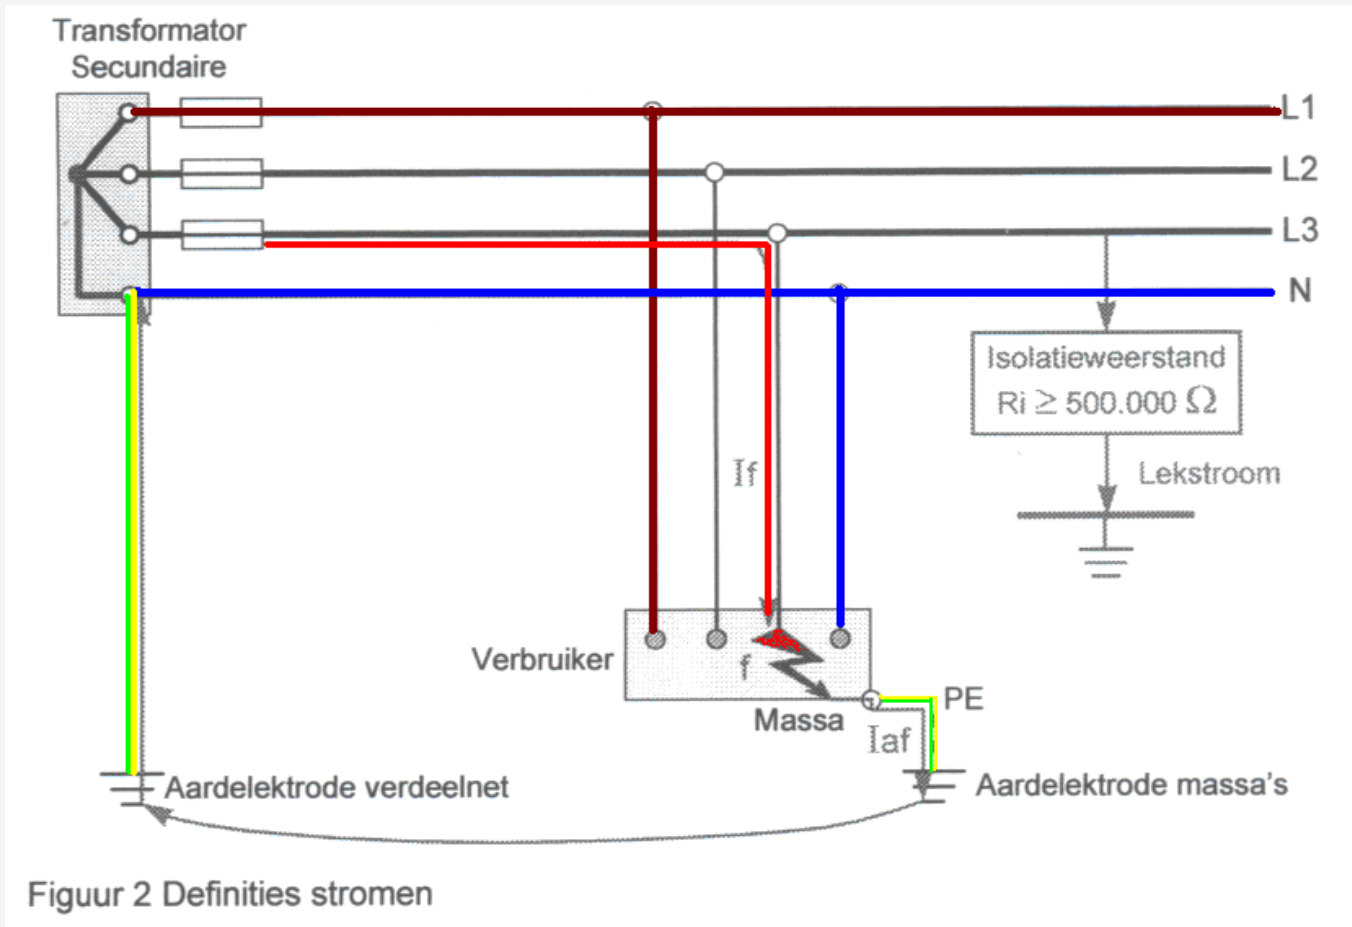 Transformator
Secundaire
L1
L2
L3
N
Isolatieweerstand
Ri ≥ 500.000 Ω
If
Lekstroom
Verbruiker
f
PE
Massa
Iaf
Aardelektrode verdeelnet
Aardelektrode massa's
Figuur 2 Definities stromen